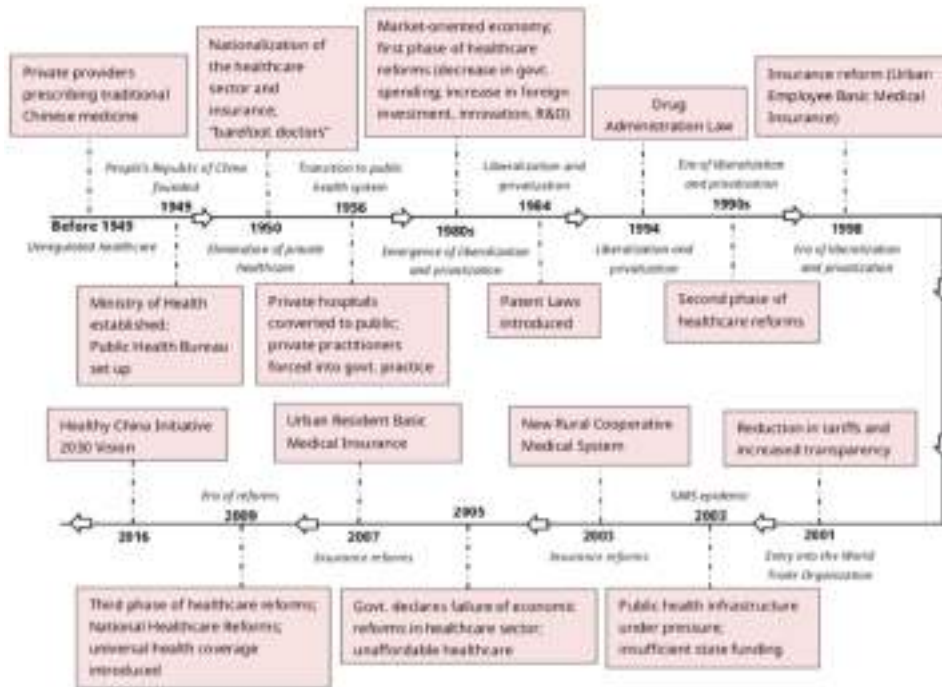 Private providers
prescribing traditional
Chinese medicine
Nationalization of
the healthcare
sector and
insurance;
"barefoot doctors"
Market-oriented economy;
first phase of healthcare
reforms (decrease in govt.
spending; increase in foreign
investment, innovation, R&D)
Drug
Administration Law
Insurance reform (Urban
Employee Basic Medical
Insurance)
People's Republic of China
founded
Transition to public
health system
Liberalization and
privatization
Era of liberalization
and privatization
Before 1949
1949
1950
1956
1980s
1984
1994
1990s
1998
Unregulated healthcare
Elimination of private
healthcare
Emergence of liberalization
and privatization
Liberalization and
privatization
Era of liberalization
and privatization
Ministry of Health
established;
Public Health Bureau
set up
Private hospitals
converted to public;
private practitioners
forced into govt. practice
Patent Laws
introduced
Second phase of
healthcare reforms
Healthy China Initiative
2030 Vision
Urban Resident Basic
Medical Insurance
New Rural Cooperative
Medical System
Reduction in tariffs and
increased transparency
Era of reforms
SARS epidemic
2016
2009
2007
2005
2003
2002
2001
Insurance reforms
Insurance reforms
Entry into the World
Trade Organization
Third phase of healthcare reforms;
National Healthcare Reforms;
universal health coverage
introduced
Govt. declares failure of economic
reforms in healthcare sector;
unaffordable healthcare
Public health infrastructure
under pressure;
insufficient state funding